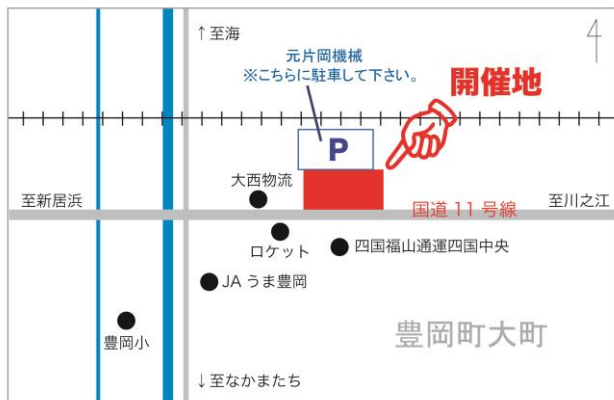 ↑至海
元片岡機械
※こちらに駐車して下さい。
開催地
P
大西物流
至新居浜
国道11号線
至川之江
ロケット
四国福山通運四国中央
JAうま豊岡
豊岡小
豊岡町大町
↓至なかまたち
4